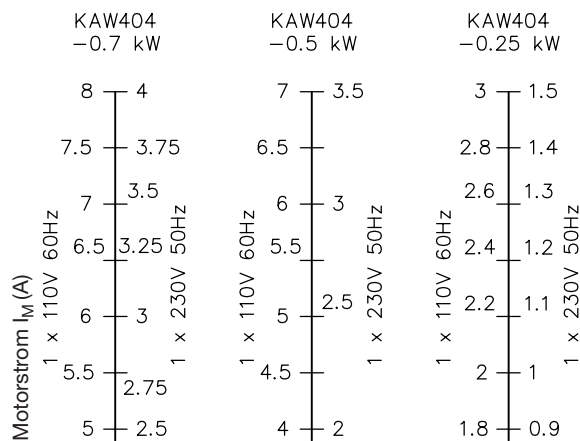 KAW404
-0.7 kW
8 4
7.5 3.75
7 3.5
6.5 3.25
6 3
5.5 2.75
5 2.5
Motorstrom I_M (A)
1 x 110V 60Hz
1 x 230V 50Hz
KAW404
-0.5 kW
7 3.5
6.5
6 3
5.5
5 2.5
4.5
4 2
1 x 110V 60Hz
1 x 230V 50Hz
KAW404
-0.25 kW
3 1.5
2.8 1.4
2.6 1.3
2.4 1.2
2.2 1.1
2 1
1.8 0.9
1 x 110V 60Hz
1 x 230V 50Hz